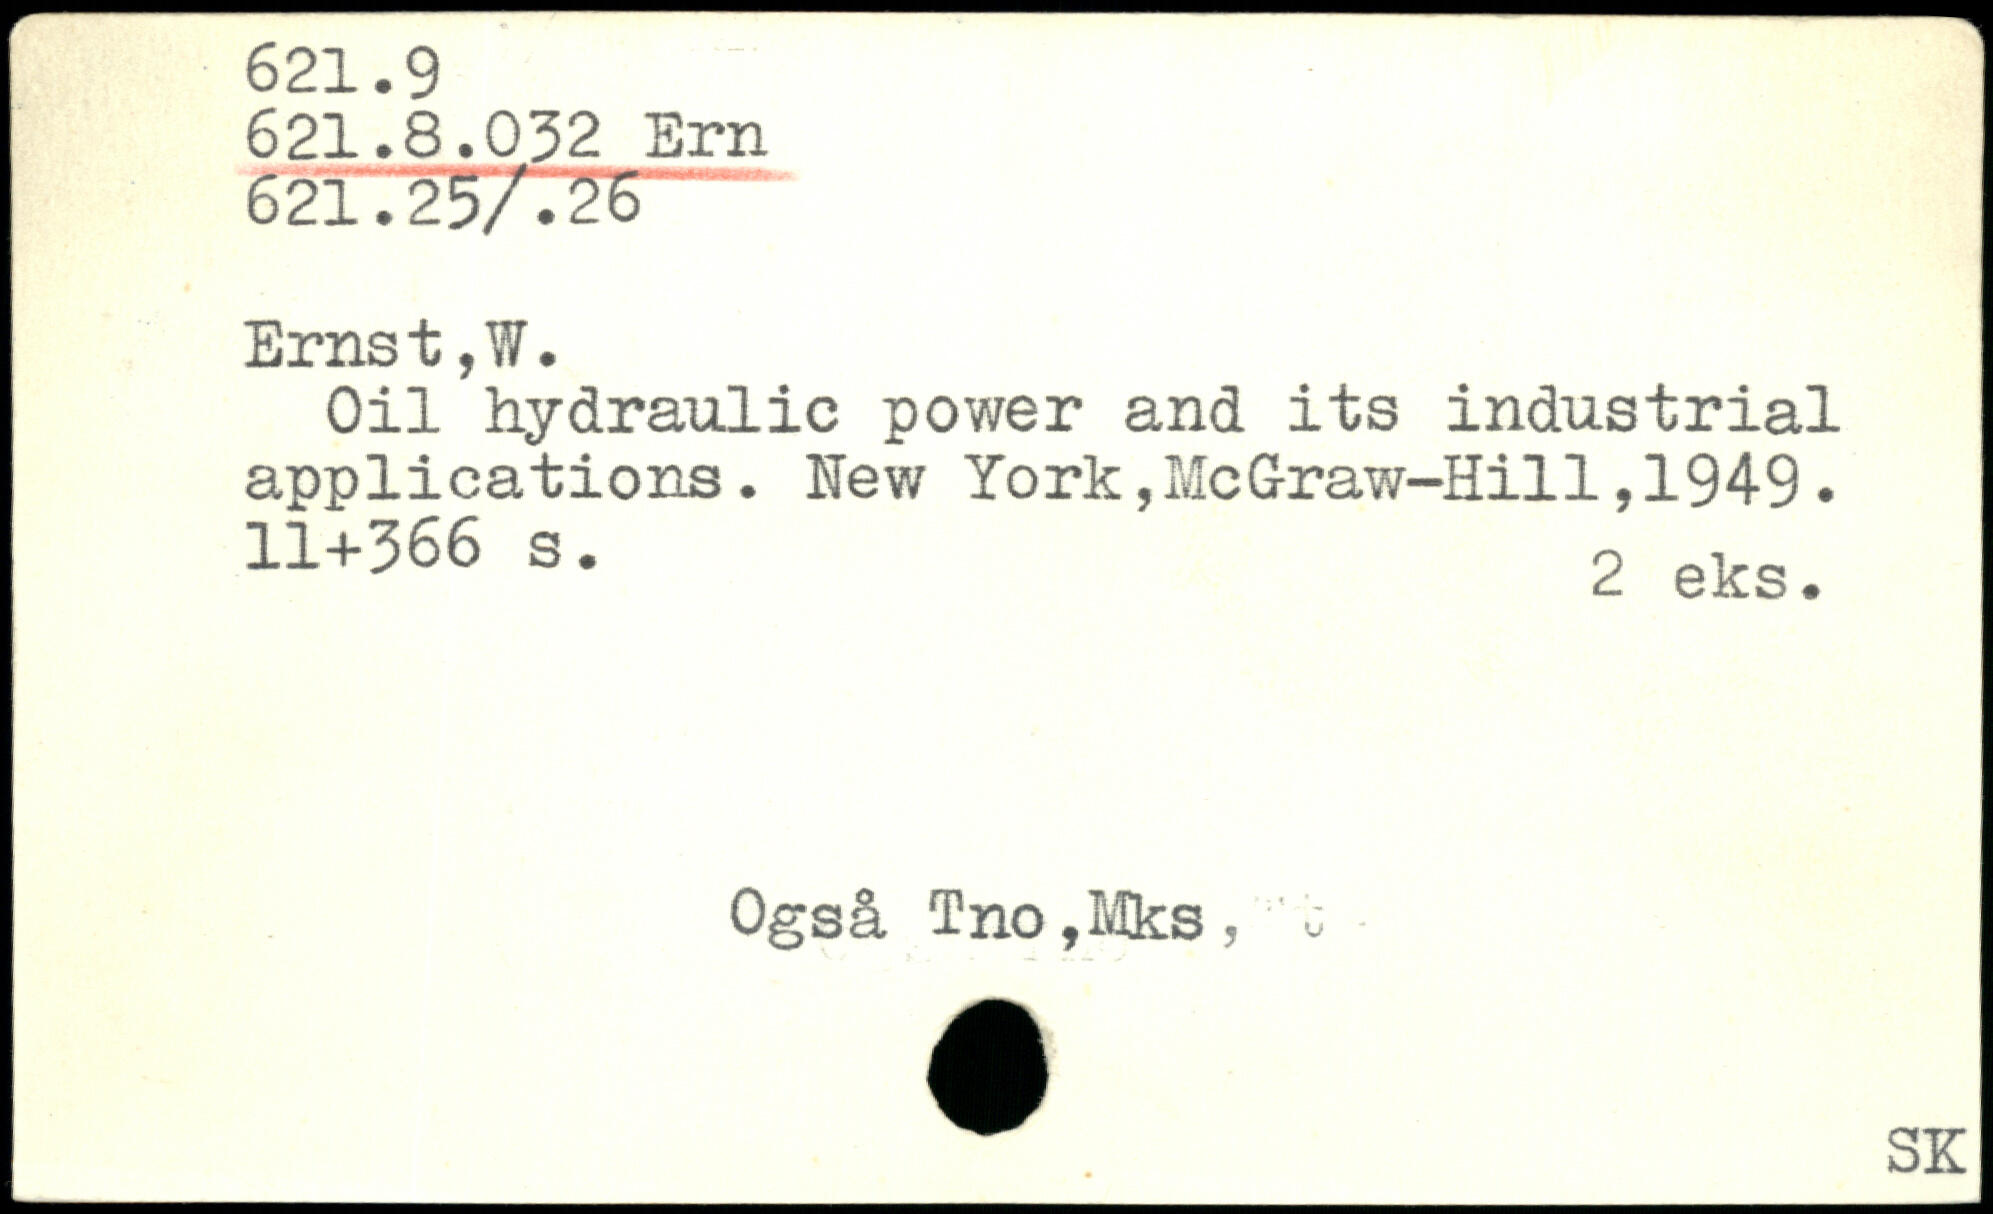 621.9
621.8.032 Ern
621.25/.26
Ernst,W.
Oil hydraulic power and its industrial
applications. New York,McGraw-Hill,1949.
11+366 s.
2 eks.
Også Tno,Mks,
SK